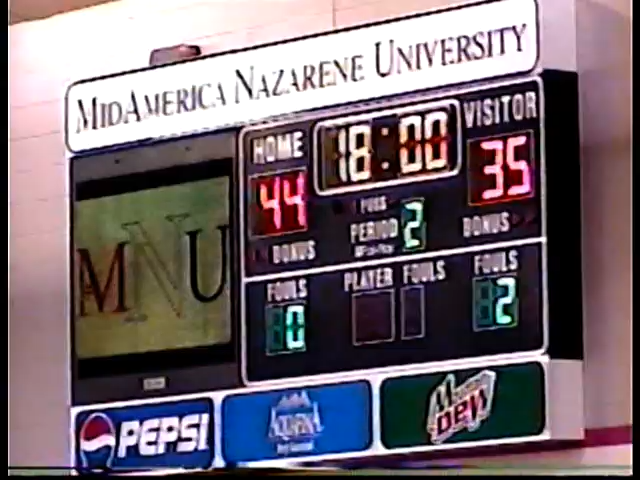 MIDAMERICA NAZARENE UNIVERSITY
HOME 18:00 VISITOR
44 35
POSS
BONUS PERIOD 2 BONUS
FOULS PLAYER FOULS FOULS
0 2
MNU
PEPSI AQUAFINA Mountain DEW